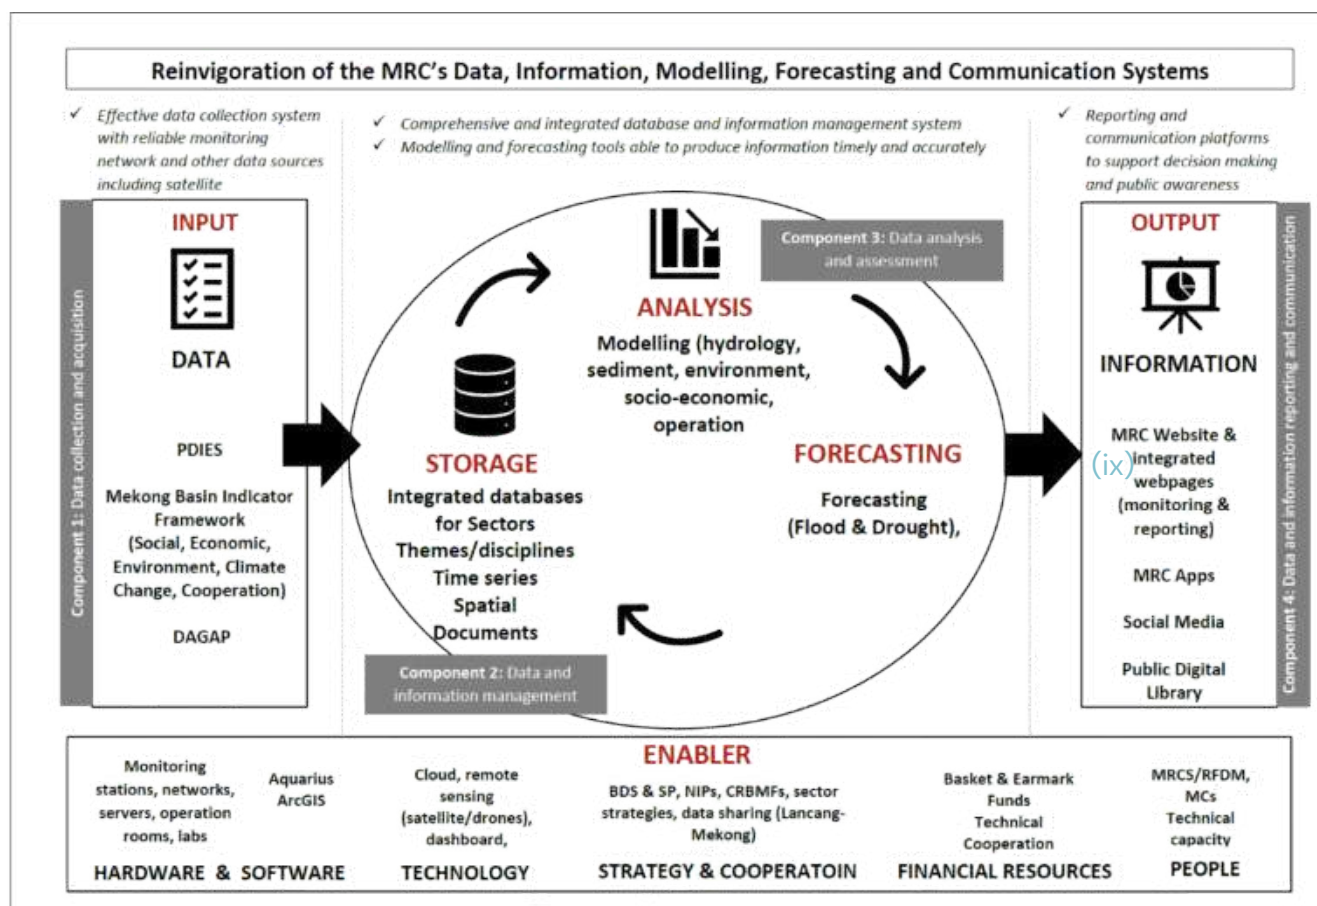 Reinvigoration of the MRC's Data, Information, Modelling, Forecasting and Communication Systems
✓ Effective data collection system
with reliable monitoring
network and other data sources
including satellite
✓ Comprehensive and integrated database and information management system
✓ Modelling and forecasting tools able to produce information timely and accurately
✓ Reporting and
communication platforms
to support decision making
and public awareness
Component 1: Data collection and acquisition
INPUT
DATA
PDIES
Mekong Basin Indicator
Framework
(Social, Economic,
Environment, Climate
Change, Cooperation)
DAGAP
STORAGE
Integrated databases
for Sectors
Themes/disciplines
Time series
Spatial
Documents
Component 2: Data and
information management
ANALYSIS
Modelling (hydrology,
sediment, environment,
socio-economic,
operation
Component 3: Data analysis
and assessment
FORECASTING
Forecasting
(Flood & Drought),
OUTPUT
INFORMATION
MRC Website &
(ix)
integrated
webpages
(monitoring &
reporting)
MRC Apps
Social Media
Public Digital
Library
Component 4: Data and information reporting and communication
ENABLER
Monitoring
stations, networks,
servers, operation
rooms, labs
Aquarius
ArcGIS
HARDWARE & SOFTWARE
Cloud, remote
sensing
(satellite/drones),
dashboard,
TECHNOLOGY
BDS & SP, NIPs, CRBMFs, sector
strategies, data sharing (Lancang-
Mekong)
STRATEGY & COOPERATOIN
Basket & Earmark
Funds
Technical
Cooperation
FINANCIAL RESOURCES
MRCS/RFDM,
MCs
Technical
capacity
PEOPLE